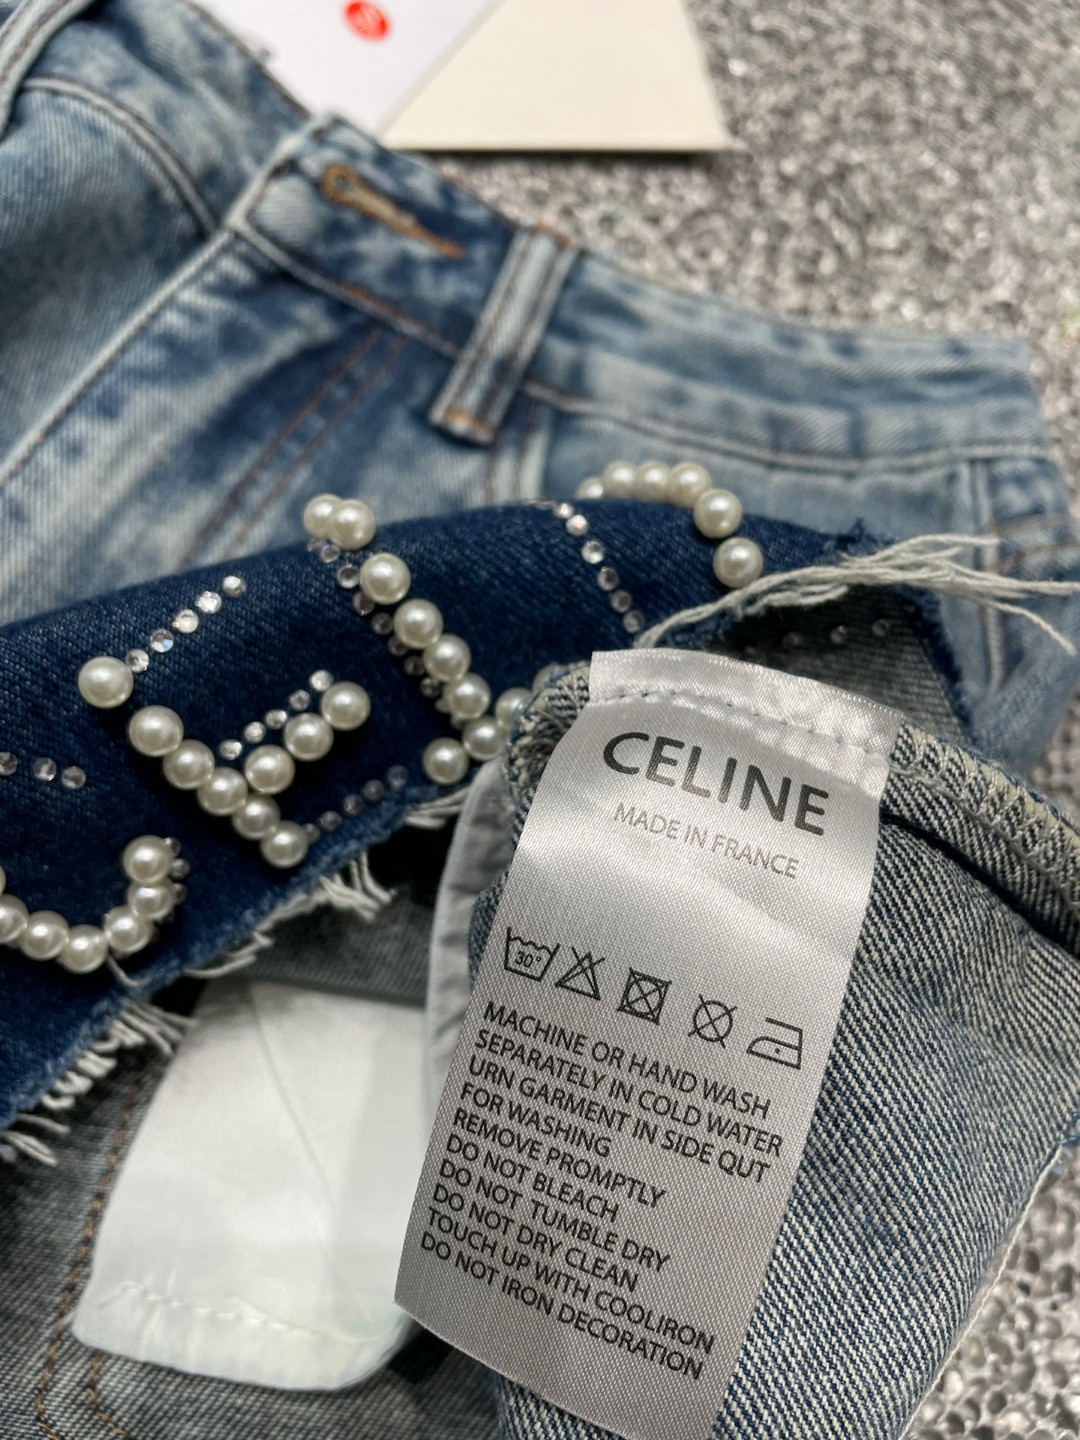 CELINE
MADE IN FRANCE
30°
MACHINE OR HAND WASH
SEPARATELY IN COLD WATER
URN GARMENT IN SIDE QUT
FOR WASHING
REMOVE PROMPTLY
DO NOT BLEACH
DO NOT TUMBLE DRY
DO NOT DRY CLEAN
TOUCH UP WITH COOLIRON
DO NOT IRON DECORATION